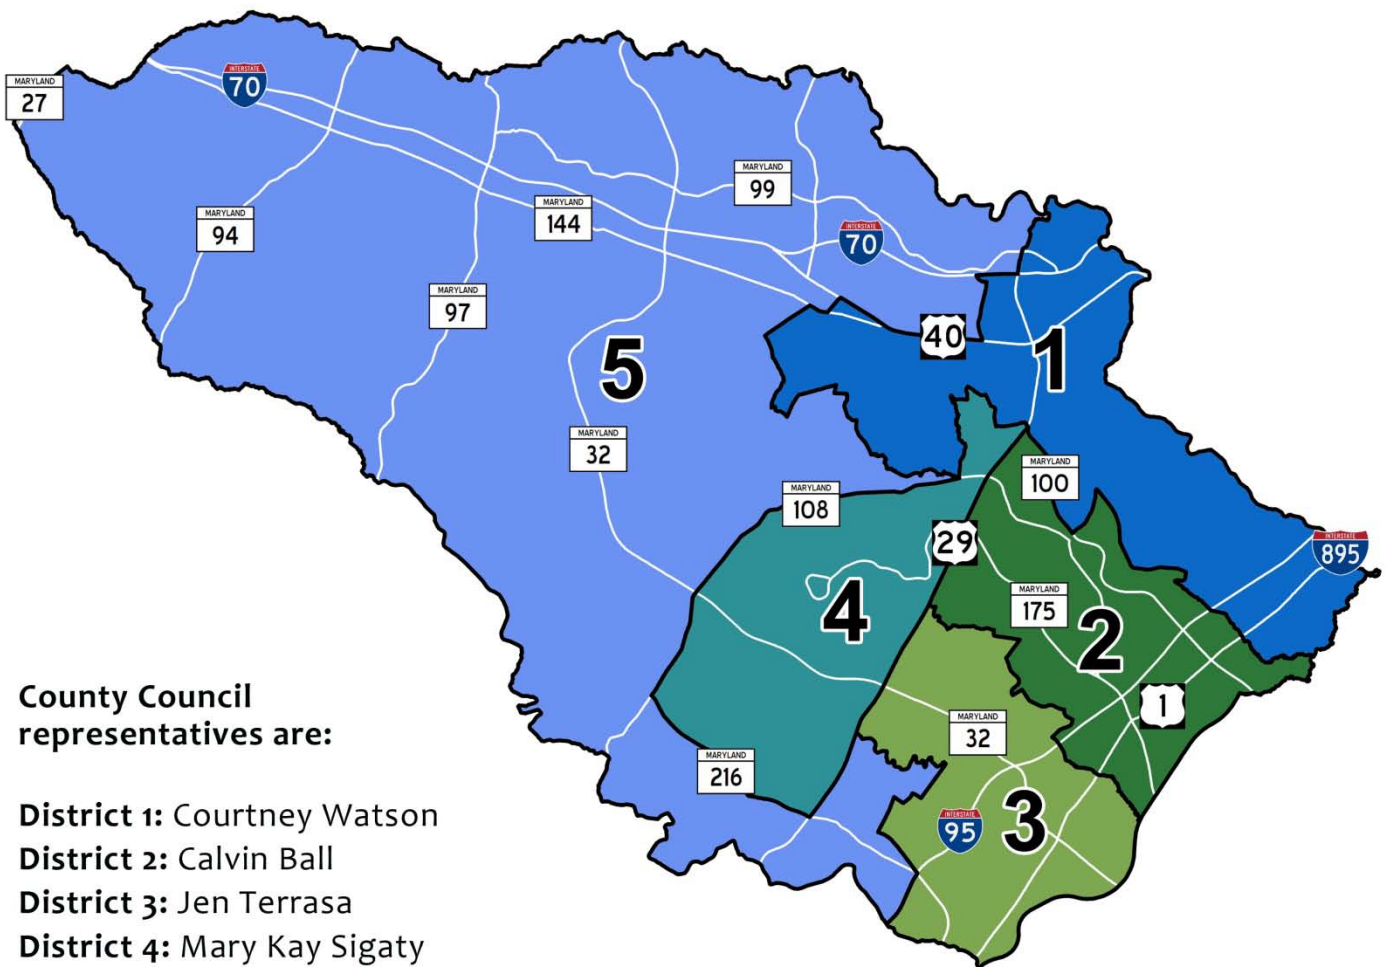 MARYLAND
27
INTERSTATE
70
MARYLAND
94
MARYLAND
97
MARYLAND
144
MARYLAND
99
INTERSTATE
70
40
1
5
MARYLAND
32
MARYLAND
108
MARYLAND
100
29
INTERSTATE
895
4
MARYLAND
175
2
1
MARYLAND
32
MARYLAND
216
INTERSTATE
95
3
County Council
representatives are:
District 1: Courtney Watson
District 2: Calvin Ball
District 3: Jen Terrasa
District 4: Mary Kay Sigaty